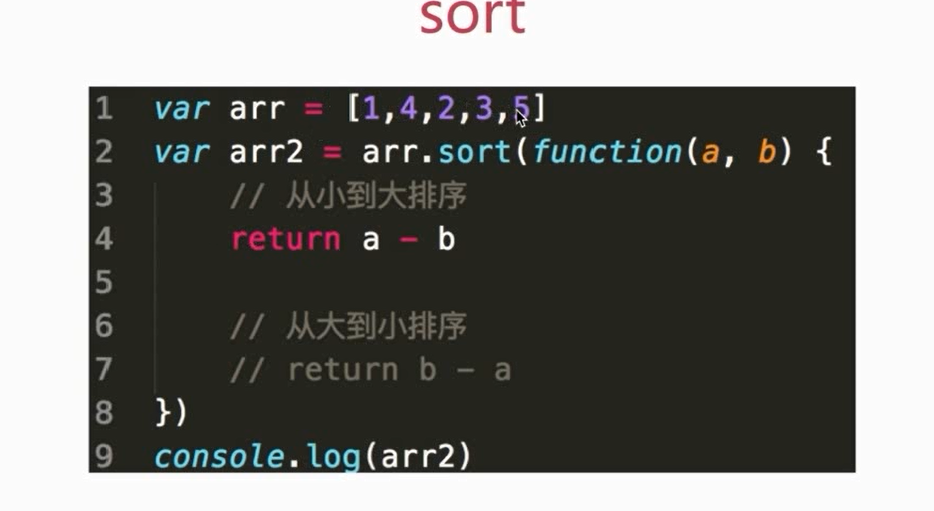 sort
1 var arr = [1,4,2,3,5]
2 var arr2 = arr.sort(function(a, b) {
3 // 从小到大排序
4 return a - b
5
6 // 从大到小排序
7 // return b - a
8 })
9 console.log(arr2)